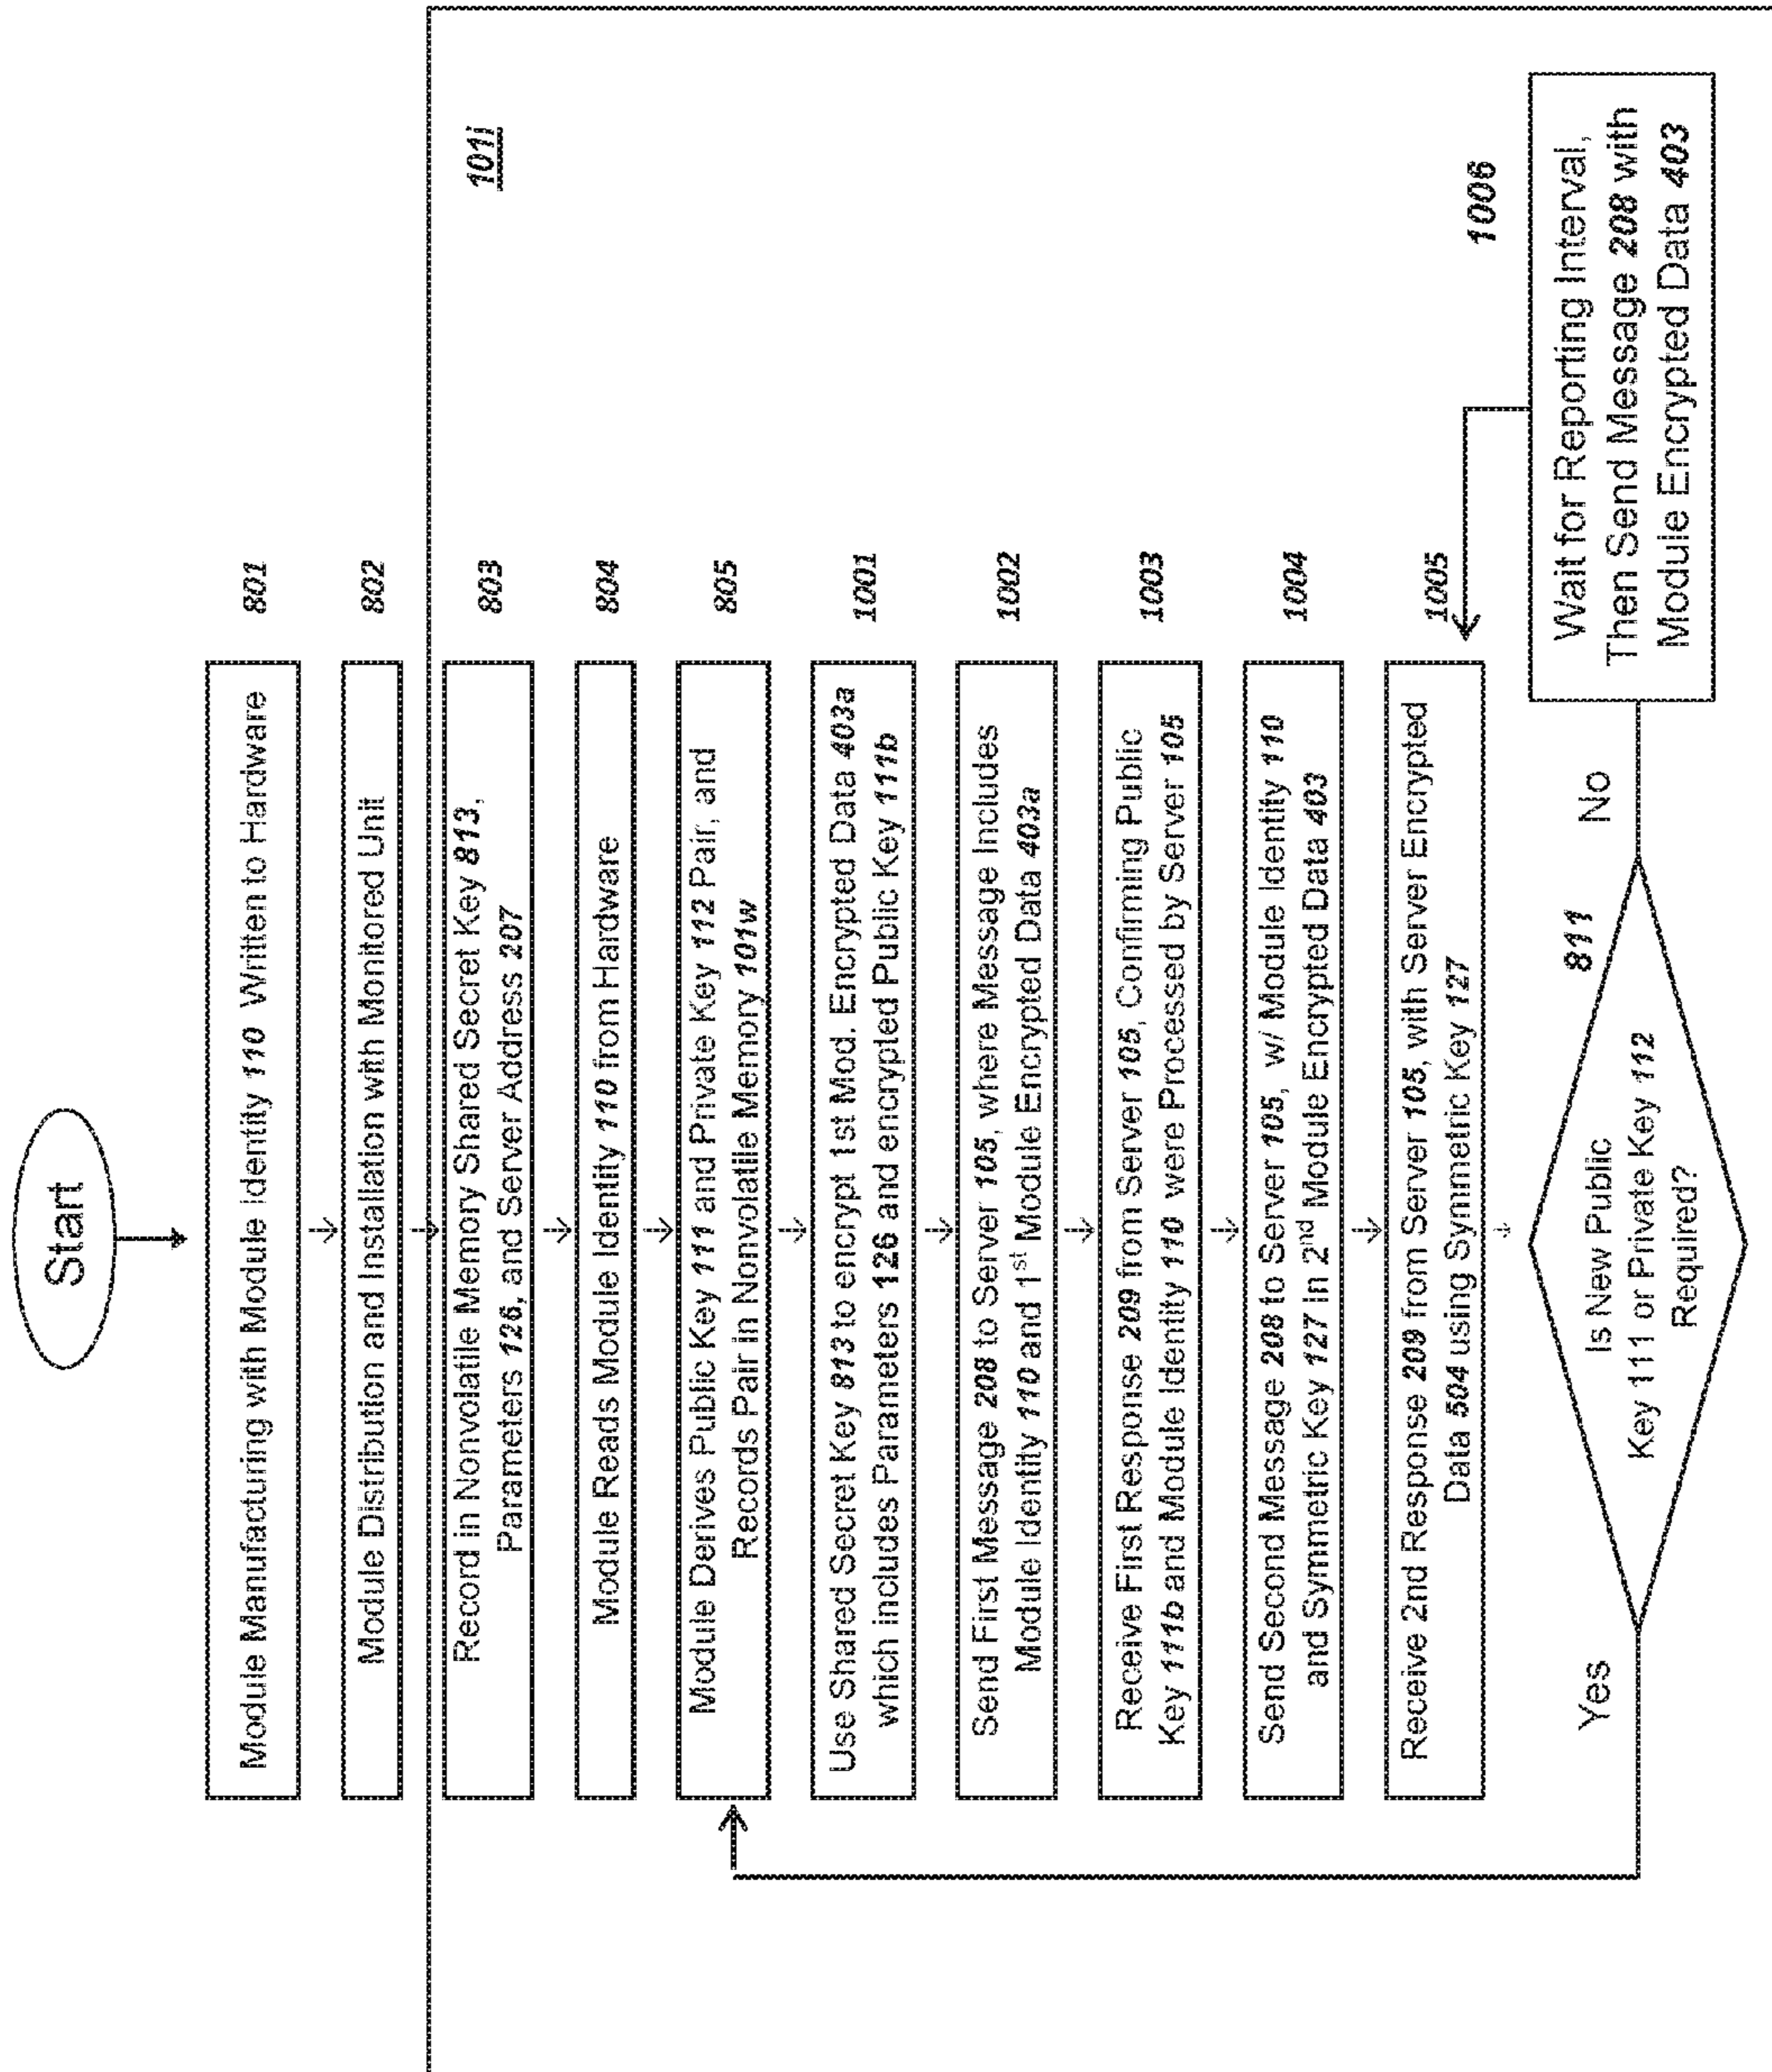 Start
Module Manufacturing with Module Identity 110 Written to Hardware
801
Module Distribution and Installation with Monitored Unit
802
101i
Record in Nonvolatile Memory Shared Secret Key 813,
Parameters 126, and Server Address 207
803
Module Reads Module Identity 110 from Hardware
804
Module Derives Public Key 111 and Private Key 112 Pair, and
Records Pair in Nonvolatile Memory 101w
805
Use Shared Secret Key 813 to encrypt 1st Mod. Encrypted Data 403a
which includes Parameters 126 and encrypted Public Key 111b
1001
Send First Message 208 to Server 105, where Message Includes
Module Identity 110 and 1st Module Encrypted Data 403a
1002
Receive First Response 209 from Server 105, Confirming Public
Key 111b and Module Identity 110 were Processed by Server 105
1003
Send Second Message 208 to Server 105, w/ Module Identity 110
and Symmetric Key 127 in 2nd Module Encrypted Data 403
1004
Receive 2nd Response 209 from Server 105, with Server Encrypted
Data 504 using Symmetric Key 127
1005
Yes
Is New Public
Key 111 or Private Key 112
Required?
811
No
1006
Wait for Reporting Interval,
Then Send Message 208 with
Module Encrypted Data 403